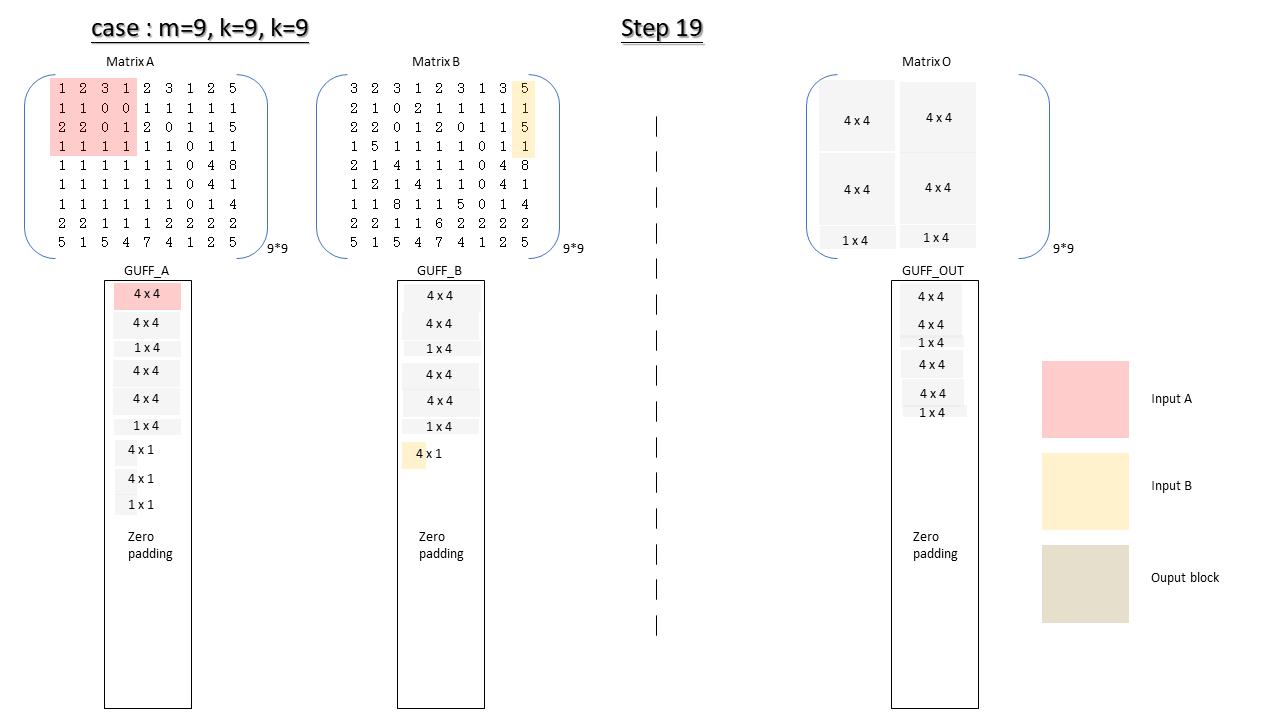 case : m=9, k=9, k=9
Step 19
Matrix A
1 2 3 1 2 3 1 2 5
1 1 0 0 1 1 1 1 1
2 2 0 1 2 0 1 1 5
1 1 1 1 1 1 0 1 1
1 1 1 1 1 1 0 4 8
1 1 1 1 1 1 0 4 1
1 1 1 1 1 1 0 1 4
2 2 1 1 1 2 2 2 2
5 1 5 4 7 4 1 2 5
9*9
Matrix B
3 2 3 1 2 3 1 3 5
2 1 0 2 1 1 1 1 1
2 2 0 1 2 0 1 1 5
1 5 1 1 1 1 0 1 1
2 1 4 1 1 1 0 4 8
1 2 1 4 1 1 0 4 1
1 1 8 1 1 5 0 1 4
2 2 1 1 6 2 2 2 2
5 1 5 4 7 4 1 2 5
9*9
Matrix O
4 x 4
4 x 4
4 x 4
4 x 4
1 x 4
1 x 4
9*9
GUFF_A
4 x 4
4 x 4
1 x 4
4 x 4
4 x 4
1 x 4
4 x 1
4 x 1
1 x 1
Zero
padding
GUFF_B
4 x 4
4 x 4
1 x 4
4 x 4
4 x 4
1 x 4
4 x 1
Zero
padding
GUFF_OUT
4 x 4
4 x 4
1 x 4
4 x 4
4 x 4
1 x 4
Zero
padding
Input A
Input B
Ouput block